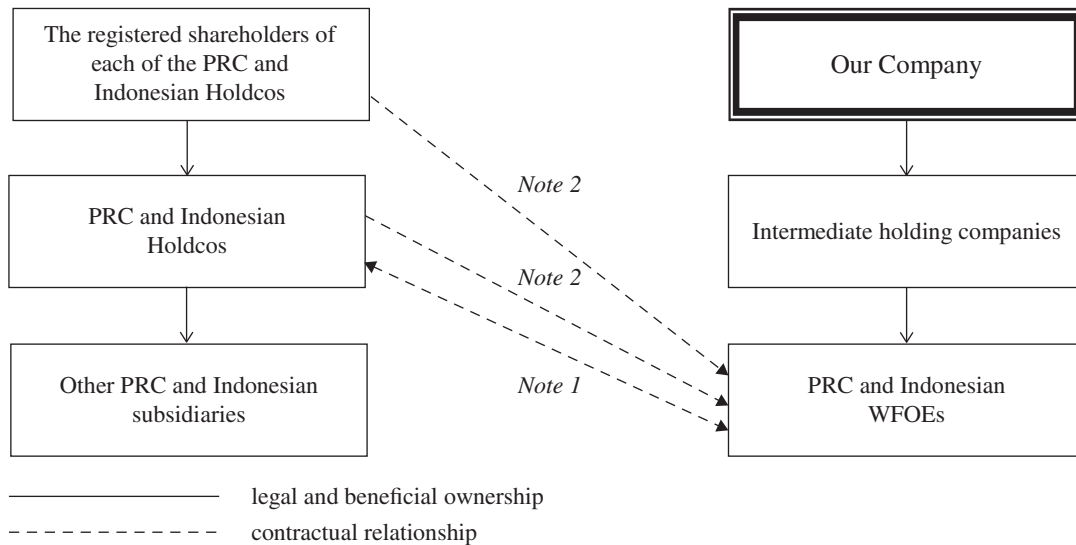 The registered shareholders of
each of the PRC and
Indonesian Holdcos
Our Company
Note 2
PRC and Indonesian
Holdcos
Intermediate holding companies
Note 2
Other PRC and Indonesian
subsidiaries
Note 1
PRC and Indonesian
WFOEs
legal and beneficial ownership
contractual relationship